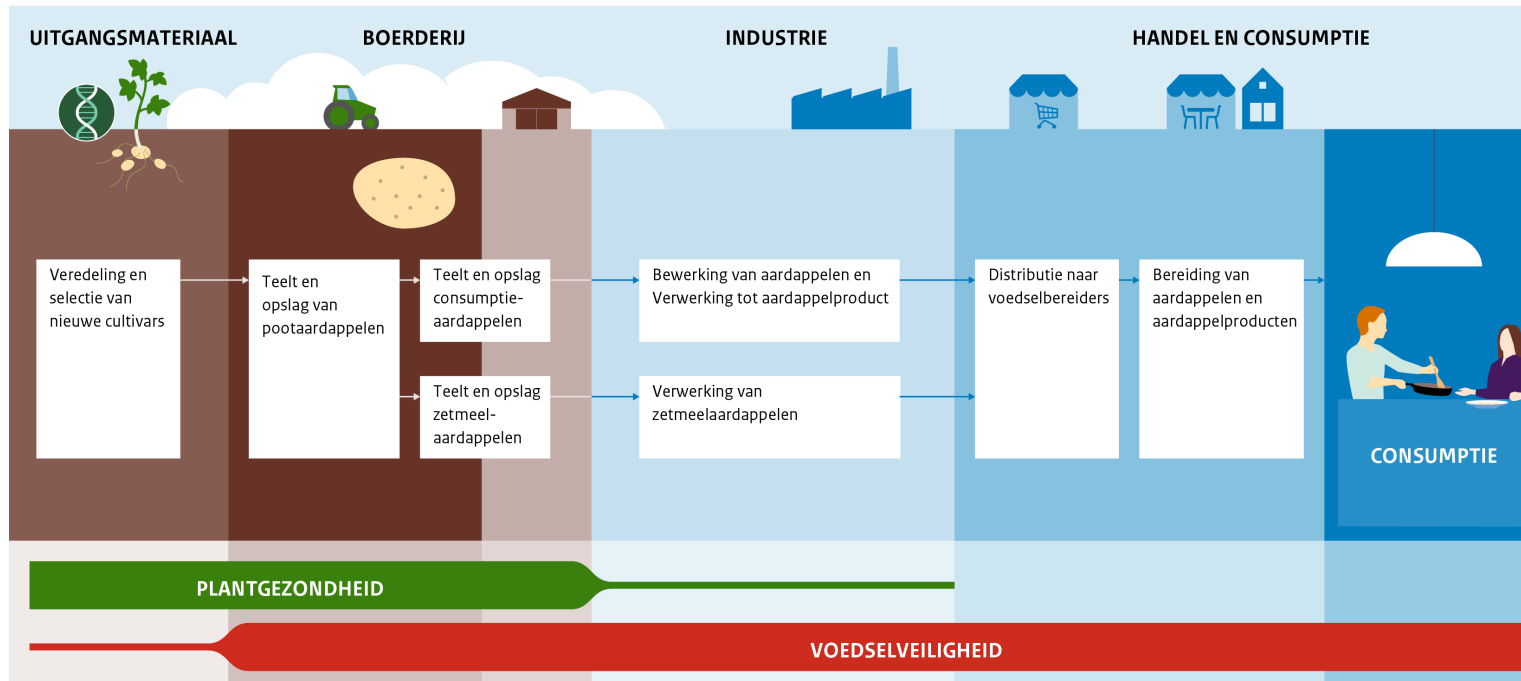 UITGANGSMATERIAAL
BOERDERIJ
INDUSTRIE
HANDEL EN CONSUMPTIE
Veredeling en
selectie van
nieuwe cultivars
Teelt en
opslag van
pootaardappelen
Teelt en opslag
consumptie-
aardappelen
Teelt en opslag
zetmeel-
aardappelen
Bewerking van aardappelen en
Verwerking tot aardappelproduct
Verwerking van
zetmeelaardappelen
Distributie naar
voedselbereiders
Bereiding van
aardappelen en
aardappelproducten
CONSUMPTIE
PLANTGEZONDHEID
VOEDSELVEILIGHEID